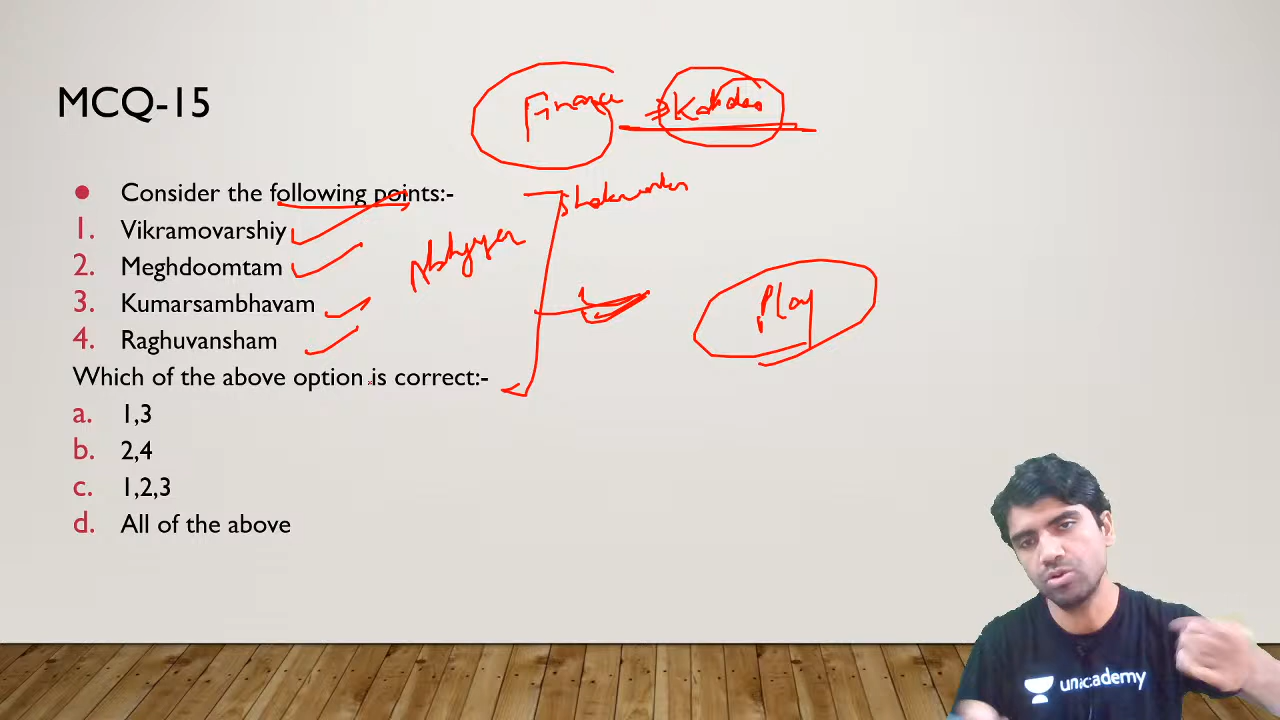 MCQ-15
Finance
Consider the following points:-
1. Vikramovarshiy
2. Meghdoomtam
3. Kumarsambhavam
4. Raghuvansham
Play
Which of the above option is correct:-
a. 1,3
b. 2,4
c. 1,2,3
d. All of the above
unacademy